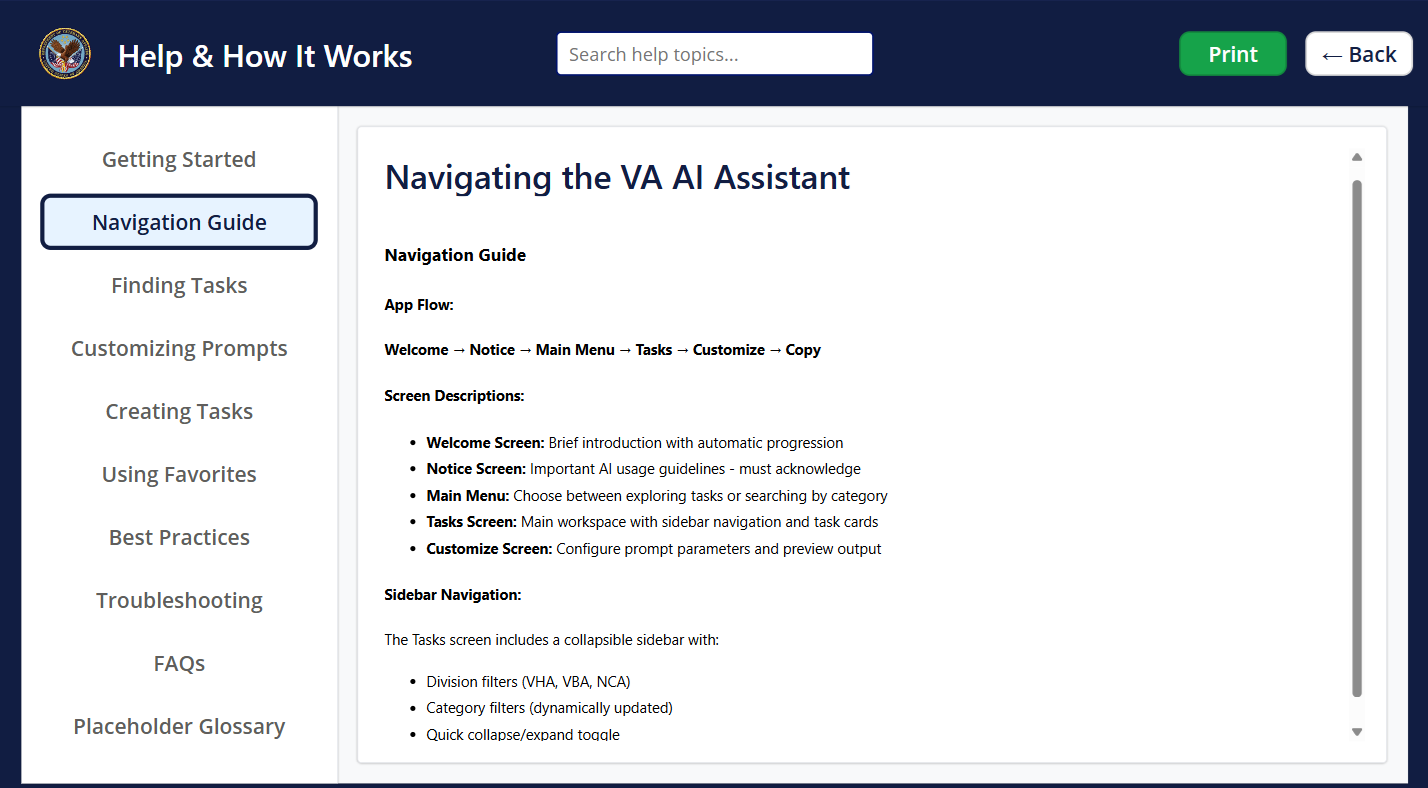 Help & How It Works
Search help topics...
Print
← Back
Getting Started
Navigation Guide
Finding Tasks
Customizing Prompts
Creating Tasks
Using Favorites
Best Practices
Troubleshooting
FAQs
Placeholder Glossary
Navigating the VA AI Assistant
Navigation Guide
App Flow:
Welcome → Notice → Main Menu → Tasks → Customize → Copy
Screen Descriptions:
• Welcome Screen: Brief introduction with automatic progression
• Notice Screen: Important AI usage guidelines - must acknowledge
• Main Menu: Choose between exploring tasks or searching by category
• Tasks Screen: Main workspace with sidebar navigation and task cards
• Customize Screen: Configure prompt parameters and preview output
Sidebar Navigation:
The Tasks screen includes a collapsible sidebar with:
• Division filters (VHA, VBA, NCA)
• Category filters (dynamically updated)
• Quick collapse/expand toggle